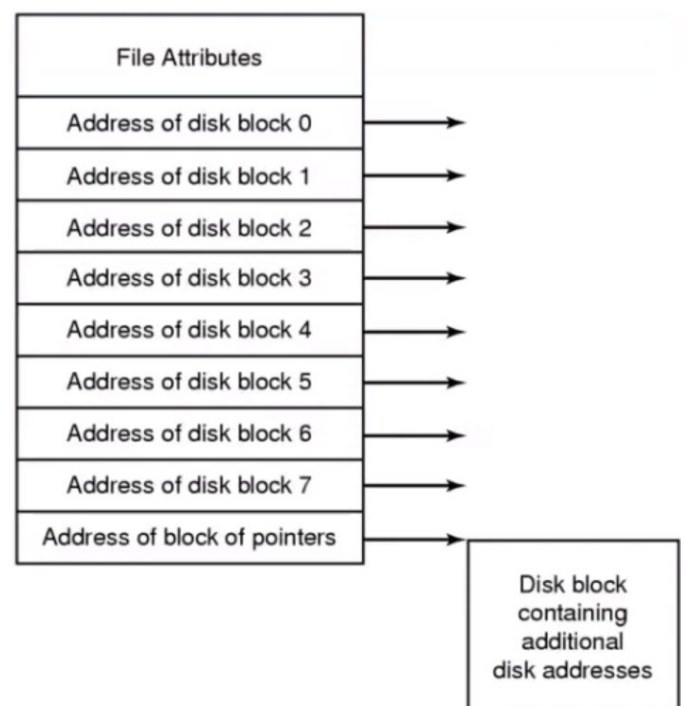 File Attributes
Address of disk block 0
Address of disk block 1
Address of disk block 2
Address of disk block 3
Address of disk block 4
Address of disk block 5
Address of disk block 6
Address of disk block 7
Address of block of pointers
Disk block
containing
additional
disk addresses